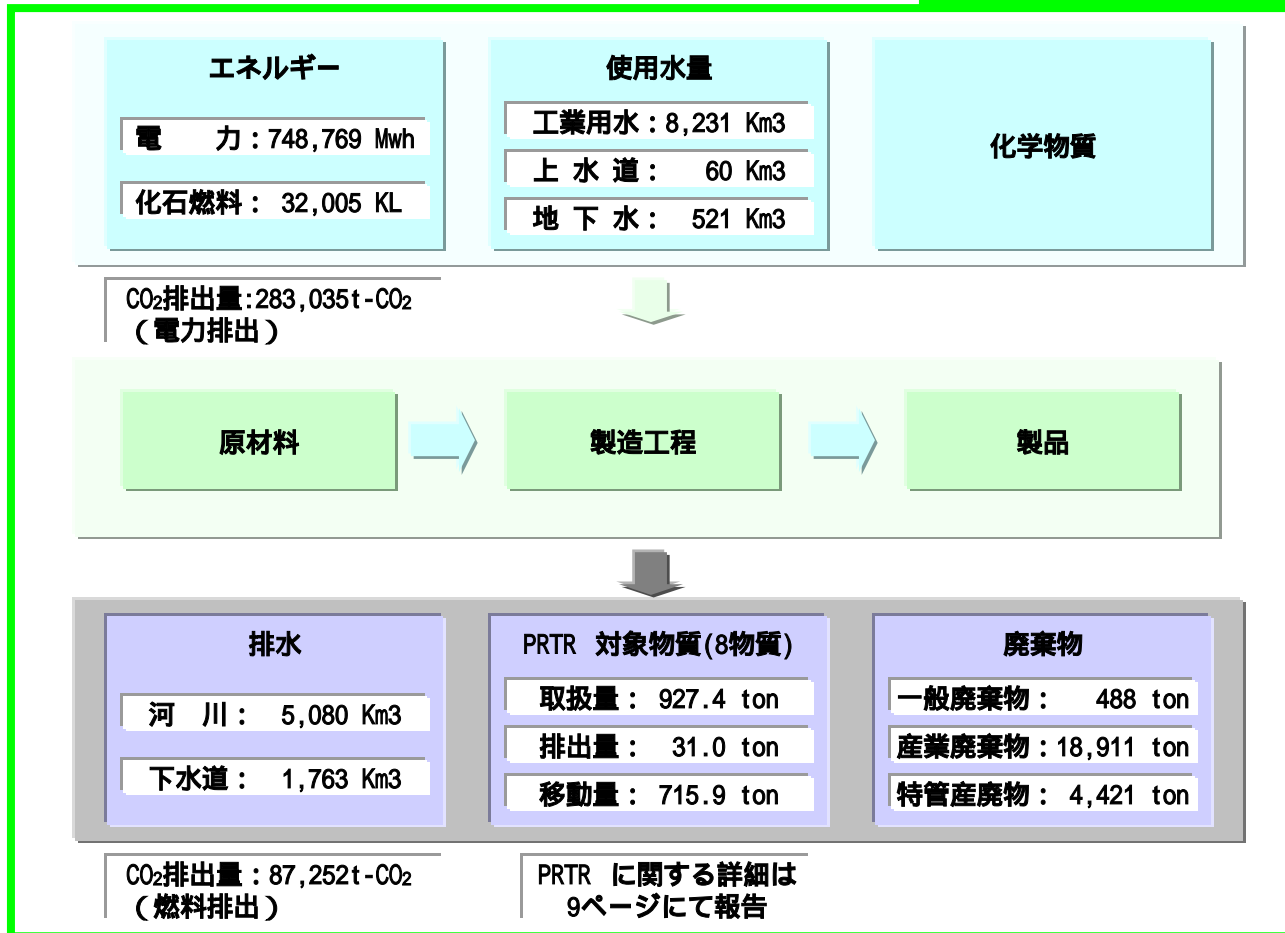 エネルギー
電　　力：748,769 Mwh
化石燃料： 32,005 KL
使用水量
工業用水：8,231 Km3
上 水 道：　 60 Km3
地 下 水：　521 Km3
化学物質
CO₂排出量:283,035t-CO₂
（電力排出）
原材料
製造工程
製品
排水
河　川：　5,080 Km3
下水道：　1,763 Km3
PRTR 対象物質(8物質)
取扱量： 927.4 ton
排出量：　31.0 ton
移動量： 715.9 ton
廃棄物
一般廃棄物：　 488 ton
産業廃棄物：18,911 ton
特管産廃物： 4,421 ton
CO₂排出量：87,252t-CO₂
（燃料排出）
PRTR に関する詳細は
9ページにて報告